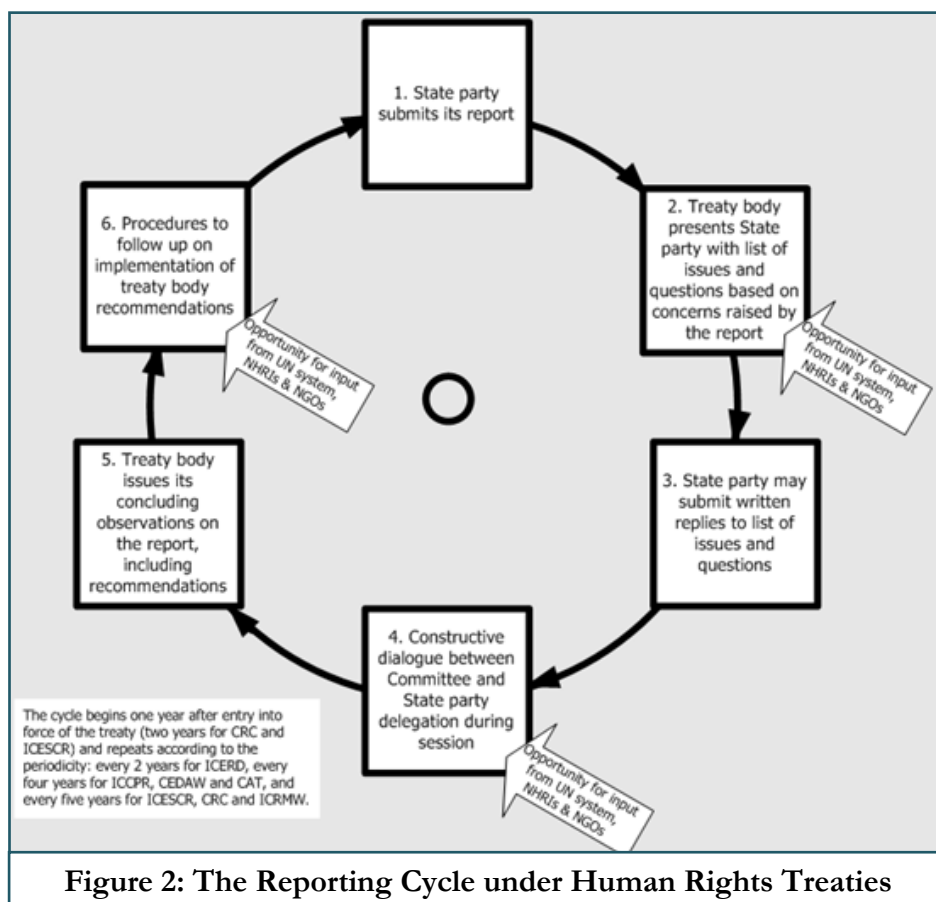 1. State party
submits its report
2. Treaty body
presents State
party with list of
issues and
questions based on
concerns raised by
the report
Opportunity for input
from UN system,
NHRIs & NGOs
3. State party may
submit written
replies to list of
issues and
questions
4. Constructive
dialogue between
Committee and
State party
delegation during
session
Opportunity for input
from UN system,
NHRIs & NGOs
5. Treaty body
issues its
concluding
observations on
the report,
including
recommendations
6. Procedures to
follow up on
implementation of
treaty body
recommendations
Opportunity for input
from UN system,
NHRIs & NGOs
The cycle begins one year after entry into
force of the treaty (two years for CRC and
ICESCR) and repeats according to the
periodicity: every 2 years for ICERD, every
four years for ICCPR, CEDAW and CAT, and
every five years for ICESCR, CRC and ICRMW.
Figure 2: The Reporting Cycle under Human Rights Treaties